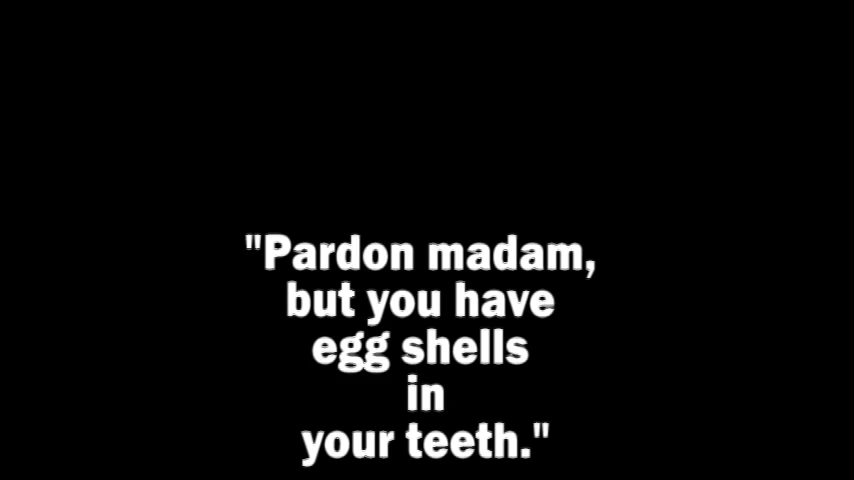 "Pardon madam,
but you have
egg shells
in
your teeth."